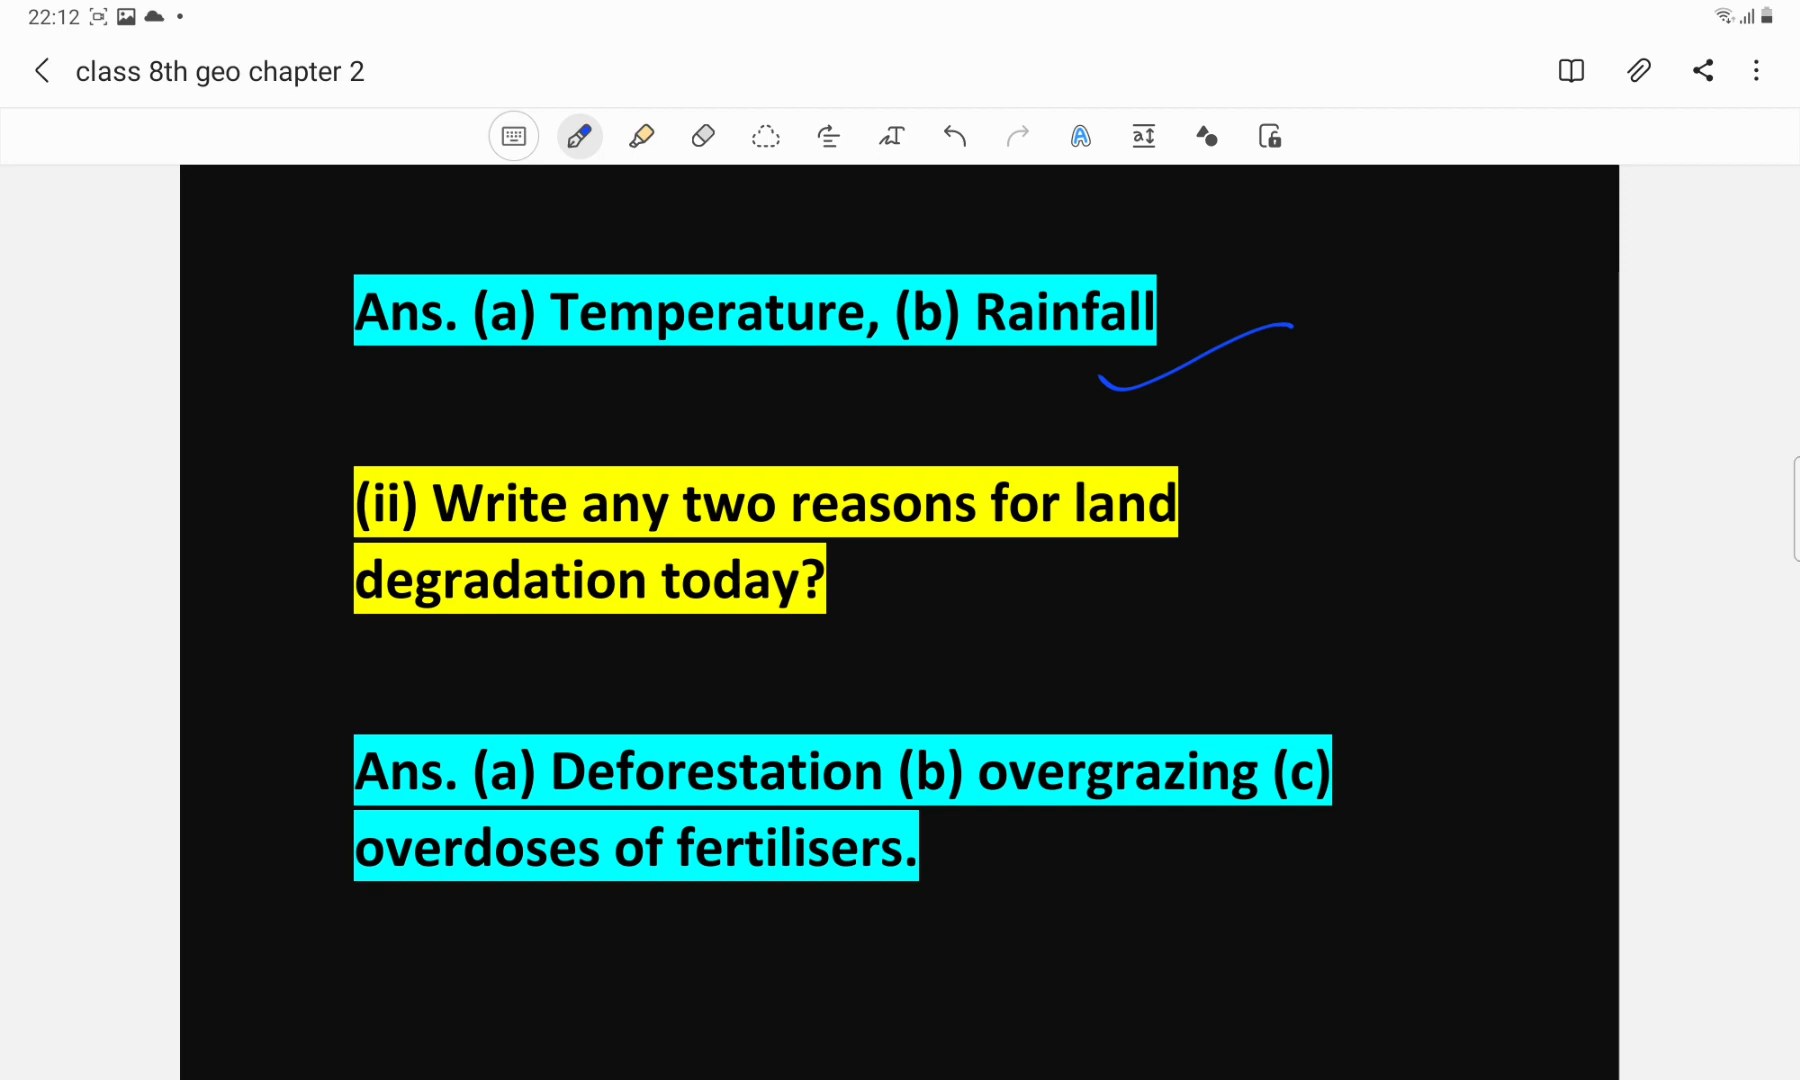 22:12
class 8th geo chapter 2
Ans. (a) Temperature, (b) Rainfall
(ii) Write any two reasons for land
degradation today?
Ans. (a) Deforestation (b) overgrazing (c)
overdoses of fertilisers.